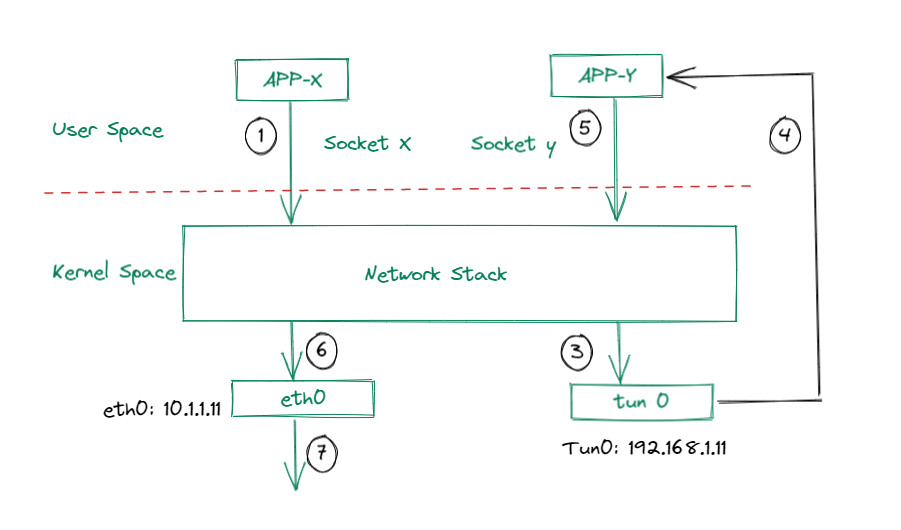 APP-X
APP-Y
1
5
4
User Space
Socket X
Socket y
Kernel Space
Network Stack
6
3
eth0: 10.1.1.11
eth0
tun 0
7
Tun0: 192.168.1.11